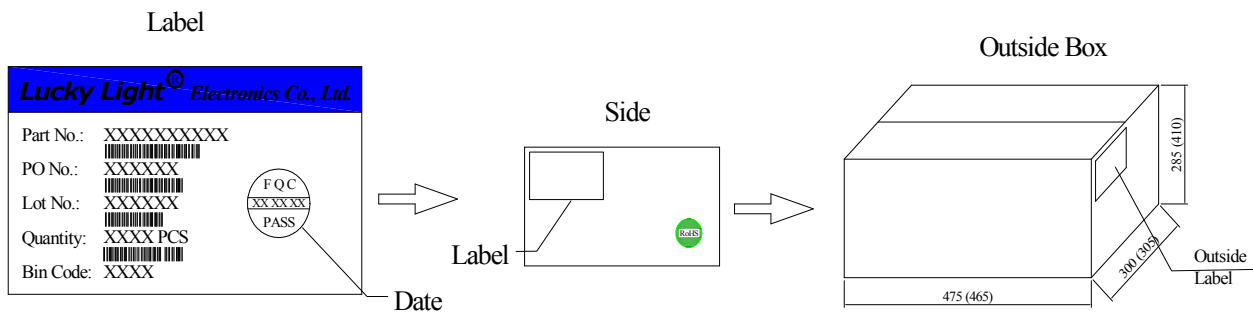 Label
Lucky Light® Electronics Co., Ltd.
Part No.: XXXXXXXXXX
PO No.: XXXXXX
Lot No.: XXXXXX
Quantity: XXXX PCS
Bin Code: XXXX
F Q C
XX XX XX
PASS
Date
Side
RoHS
Label
Outside Box
285 (410)
300 (305)
475 (465)
Outside
Label